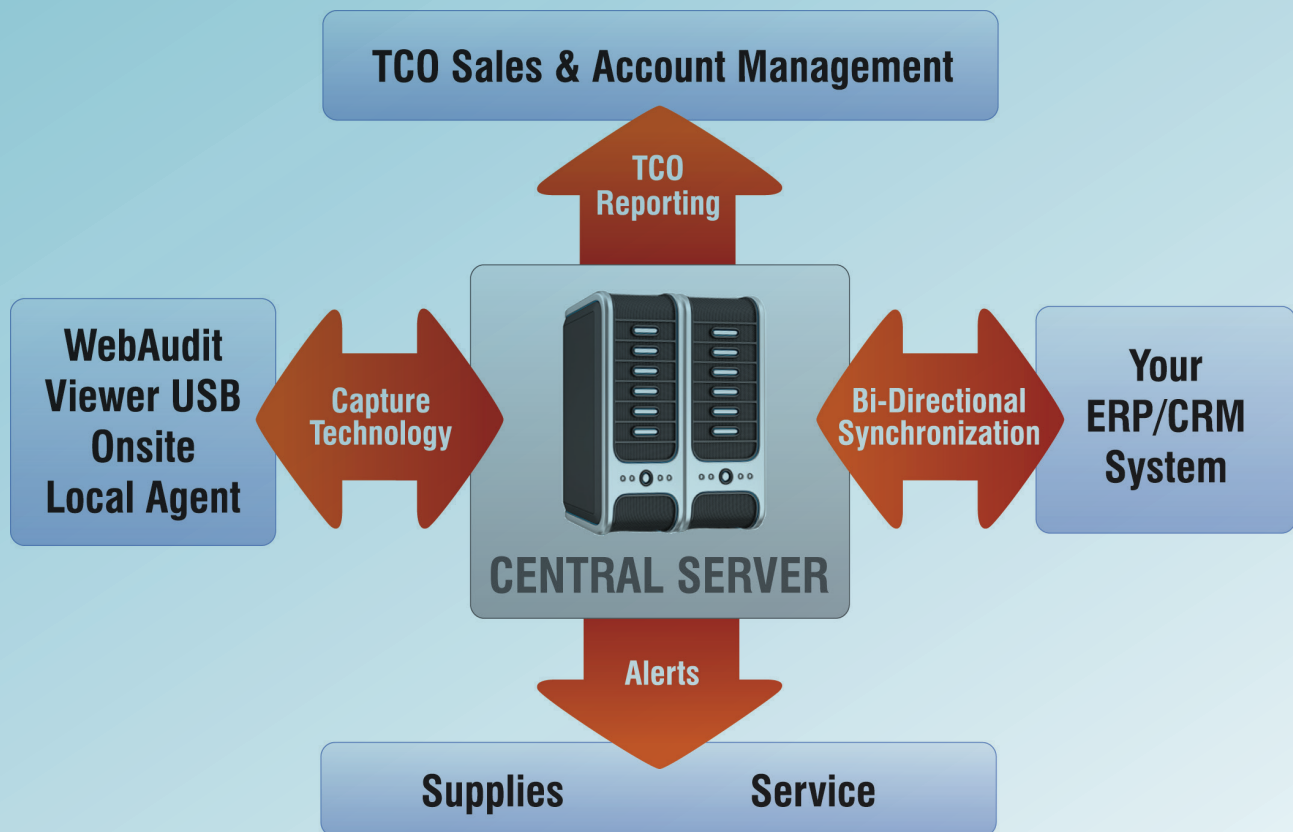 TCO Sales & Account Management
TCO
Reporting
WebAudit
Viewer USB
Onsite
Local Agent
Capture
Technology
CENTRAL SERVER
Bi-Directional
Synchronization
Your
ERP/CRM
System
Alerts
Supplies Service